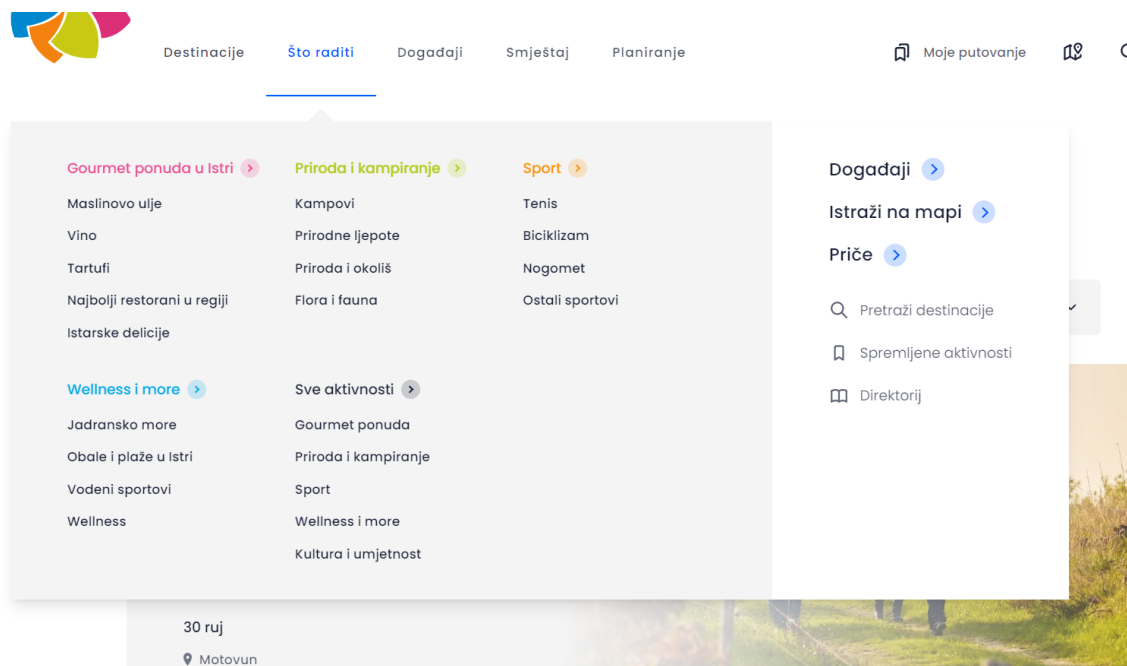 Destinacije
Što raditi
Događaji
Smještaj
Planiranje
Moje putovanje
Gourmet ponuda u Istri
Maslinovo ulje
Vino
Tartufi
Najbolji restorani u regiji
Istarske delicije
Priroda i kampiranje
Kampovi
Prirodne ljepote
Priroda i okoliš
Flora i fauna
Sport
Tenis
Biciklizam
Nogomet
Ostali sportovi
Wellness i more
Jadransko more
Obale i plaže u Istri
Vodeni sportovi
Wellness
Sve aktivnosti
Gourmet ponuda
Priroda i kampiranje
Sport
Wellness i more
Kultura i umjetnost
Događaji
Istraži na mapi
Priče
Pretraži destinacije
Spremljene aktivnosti
Direktorij
30 ruj
Motovun